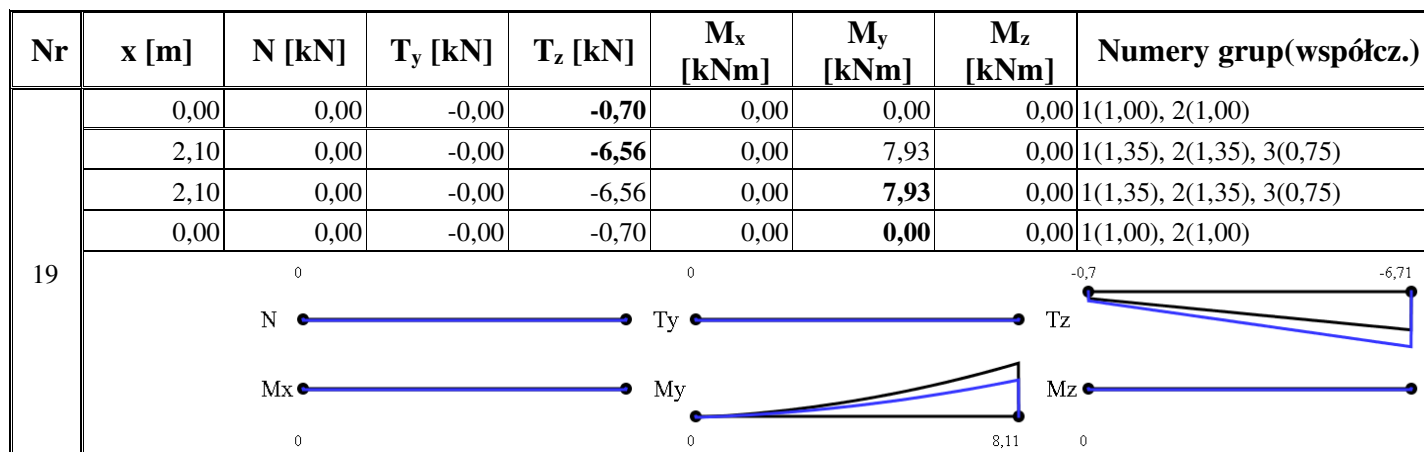 Nr x [m] N [kN] Ty [kN] Tz [kN] Mx [kNm] My [kNm] Mz [kNm] Numery grup(współcz.)
0,00 0,00 -0,00 -0,70 0,00 0,00 0,00 1(1,00), 2(1,00)
2,10 0,00 -0,00 -6,56 0,00 7,93 0,00 1(1,35), 2(1,35), 3(0,75)
2,10 0,00 -0,00 -6,56 0,00 7,93 0,00 1(1,35), 2(1,35), 3(0,75)
0,00 0,00 -0,00 -0,70 0,00 0,00 0,00 1(1,00), 2(1,00)
19 0 0 -0,7 -6,71
N Ty Tz
Mx My Mz
0 0 8,11 0